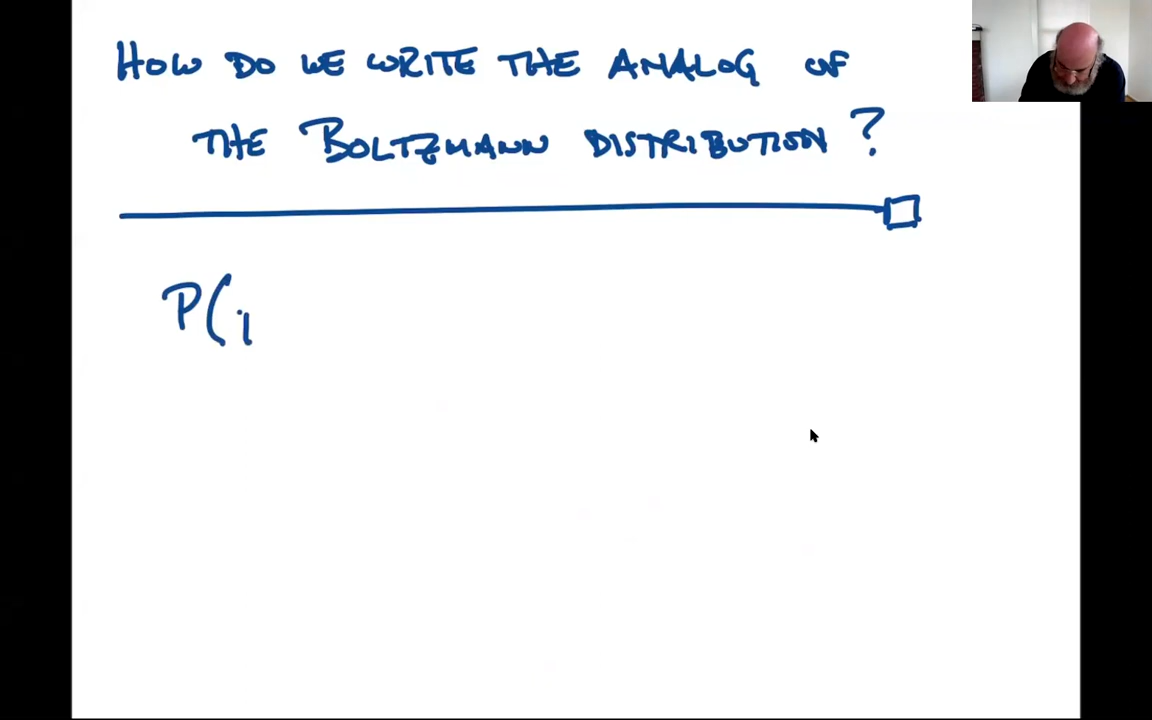 HOW DO WE WRITE THE ANALOG OF
THE BOLTZMANN DISTRIBUTION?
P(i